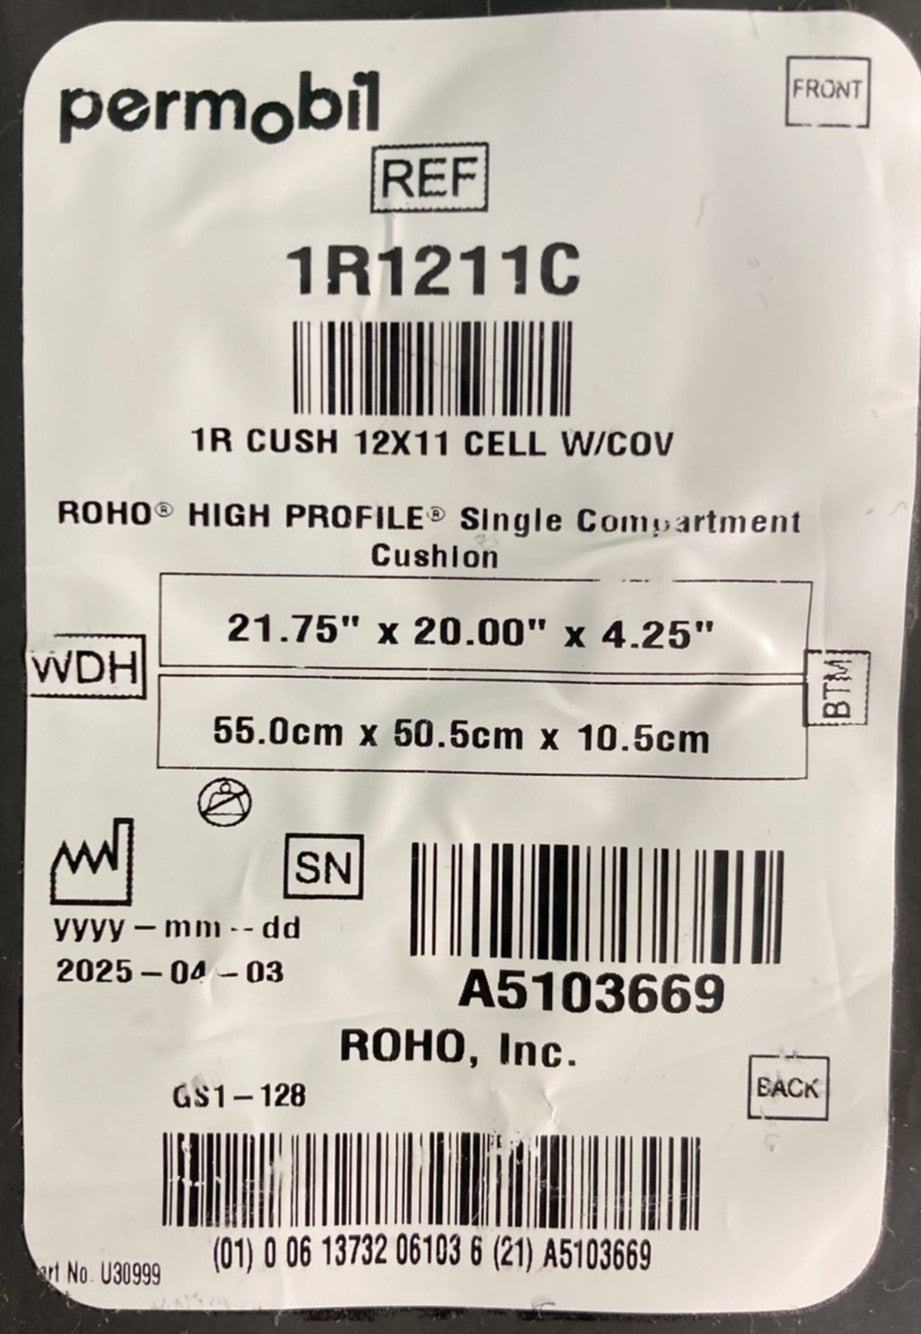 permobil
FRONT
REF
1R1211C
1R CUSH 12X11 CELL W/COV
ROHO® HIGH PROFILE® Single Compartment
Cushion
21.75" x 20.00" x 4.25"
WDH
BTM
55.0cm x 50.5cm x 10.5cm
SN
yyyy-mm--dd
2025-04-03
A5103669
ROHO, Inc.
GS1-128
BACK
(01) 0 06 13732 06103 6 (21) A5103669
art No. U30999